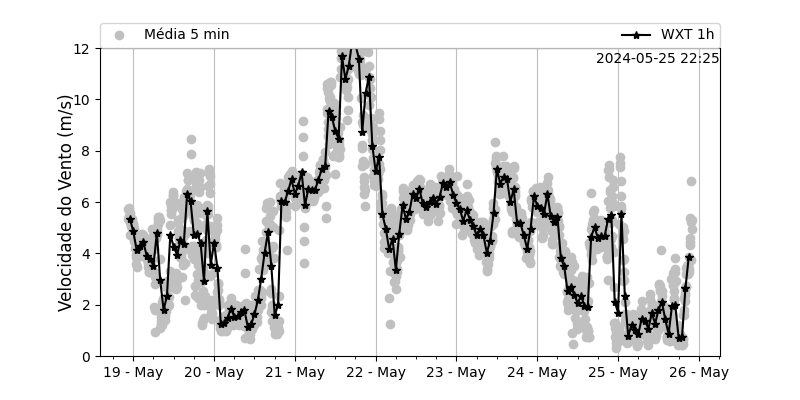 Média 5 min
WXT 1h
2024-05-25 22:25
Velocidade do Vento (m/s)
12
10
8
6
4
2
0
19 - May 20 - May 21 - May 22 - May 23 - May 24 - May 25 - May 26 - May